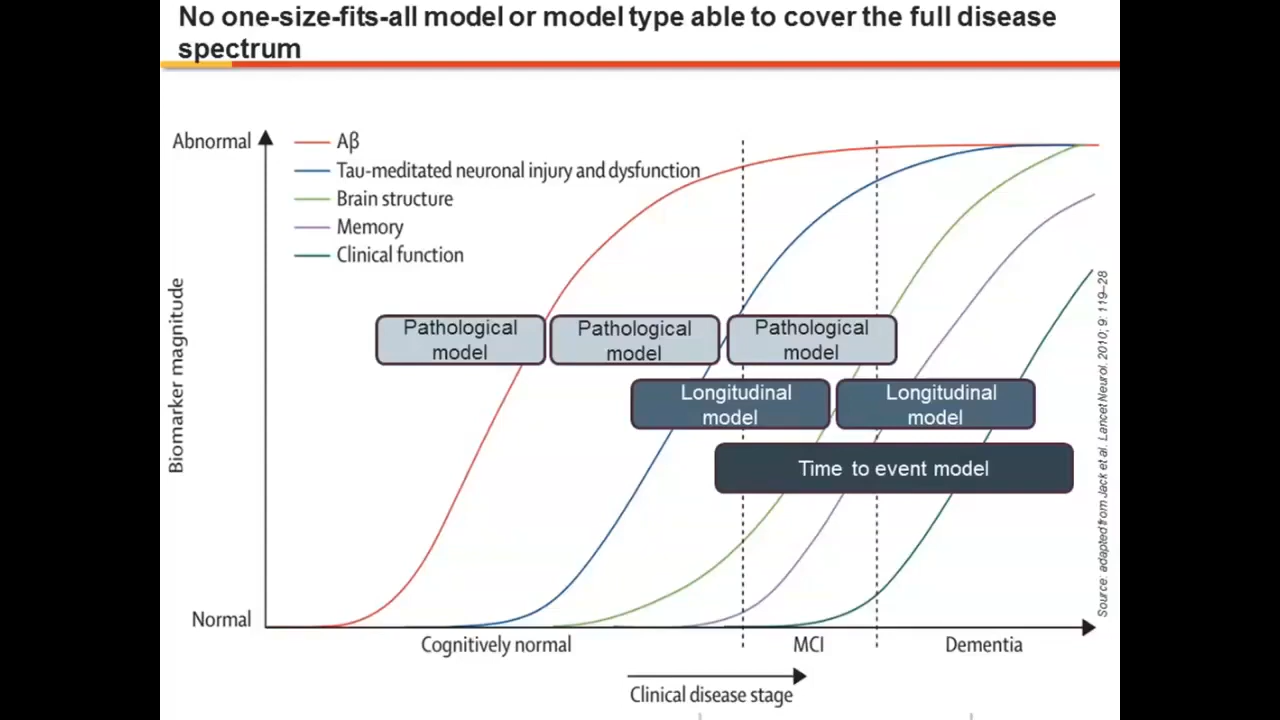 No one-size-fits-all model or model type able to cover the full disease
spectrum
Abnormal
Aβ
Tau-meditated neuronal injury and dysfunction
Brain structure
Memory
Clinical function
Biomarker magnitude
Pathological
model
Pathological
model
Pathological
model
Longitudinal
model
Longitudinal
model
Time to event model
Source: adapted from Jack et al. Lancet Neurol. 2010; 9: 119–28
Normal
Cognitively normal
MCI
Dementia
Clinical disease stage